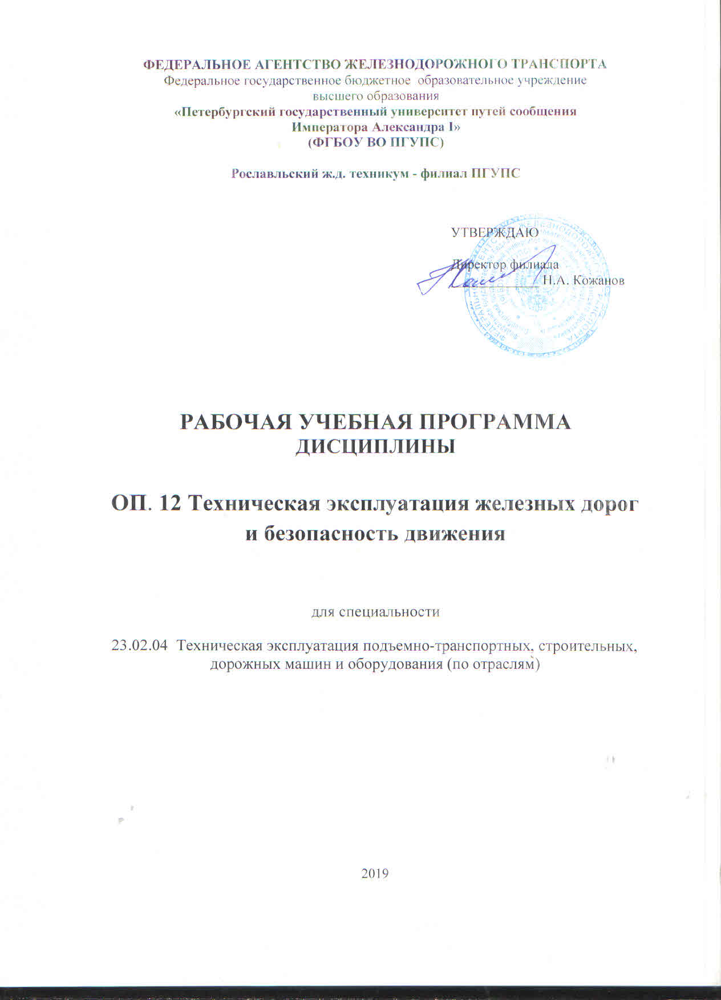 ФЕДЕРАЛЬНОЕ АГЕНТСТВО ЖЕЛЕЗНОДОРОЖНОГО ТРАНСПОРТА
Федеральное государственное бюджетное образовательное учреждение
высшего образования
«Петербургский государственный университет путей сообщения
Императора Александра I»
(ФГБОУ ВО ПГУПС)
Рославльский ж.д. техникум - филиал ПГУПС
УТВЕРЖДАЮ
Директор филиала
Н.А. Кожанов
РАБОЧАЯ УЧЕБНАЯ ПРОГРАММА
ДИСЦИПЛИНЫ
ОП. 12 Техническая эксплуатация железных дорог
и безопасность движения
для специальности
23.02.04 Техническая эксплуатация подъемно-транспортных, строительных,
дорожных машин и оборудования (по отраслям)
2019